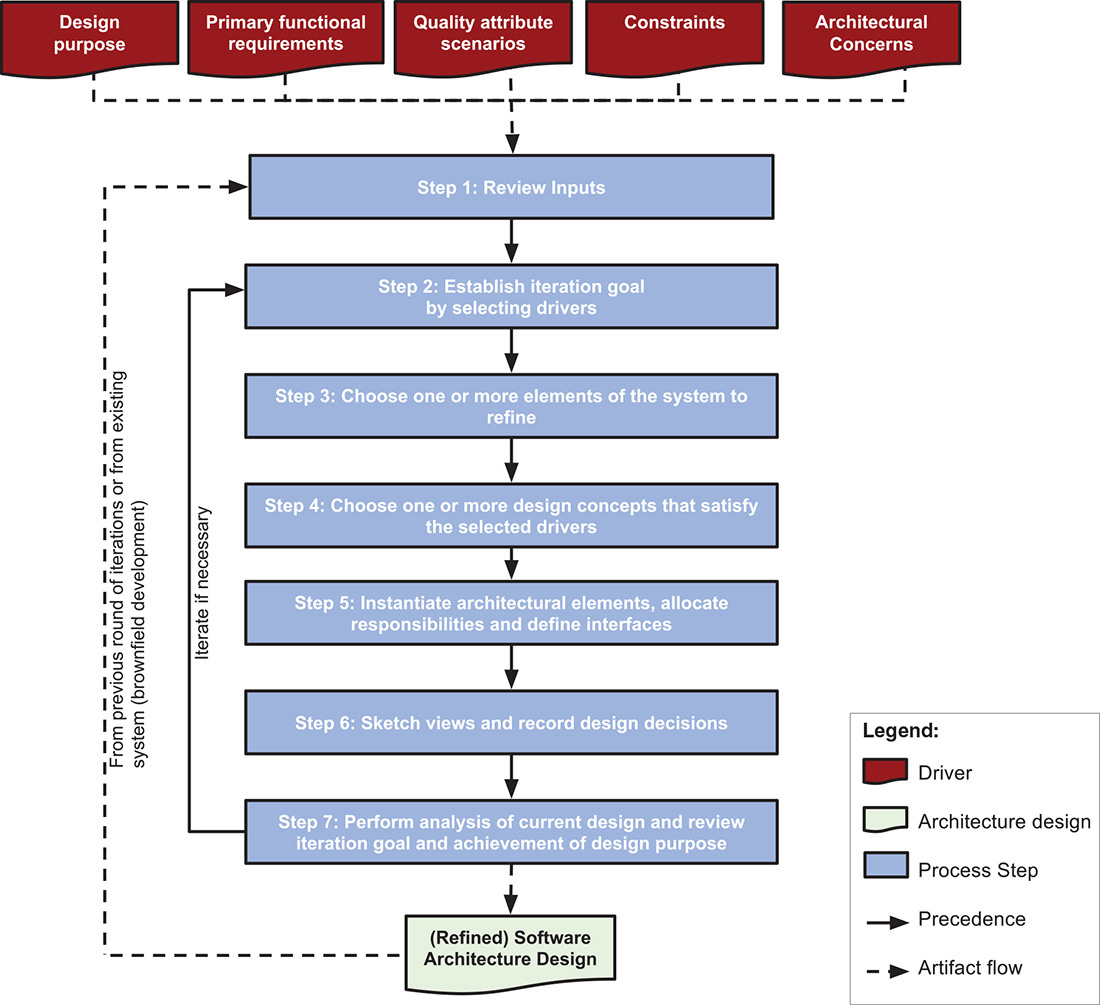 Design
purpose
Primary functional
requirements
Quality attribute
scenarios
Constraints
Architectural
Concerns
Step 1: Review Inputs
Step 2: Establish iteration goal
by selecting drivers
Step 3: Choose one or more elements of the system to
refine
Step 4: Choose one or more design concepts that satisfy
the selected drivers
Step 5: Instantiate architectural elements, allocate
responsibilities and define interfaces
Step 6: Sketch views and record design decisions
Step 7: Perform analysis of current design and review
iteration goal and achievement of design purpose
(Refined) Software
Architecture Design
From previous round of iterations or from existing
system (brownfield development)
Iterate if necessary
Legend:
Driver
Architecture design
Process Step
Precedence
Artifact flow